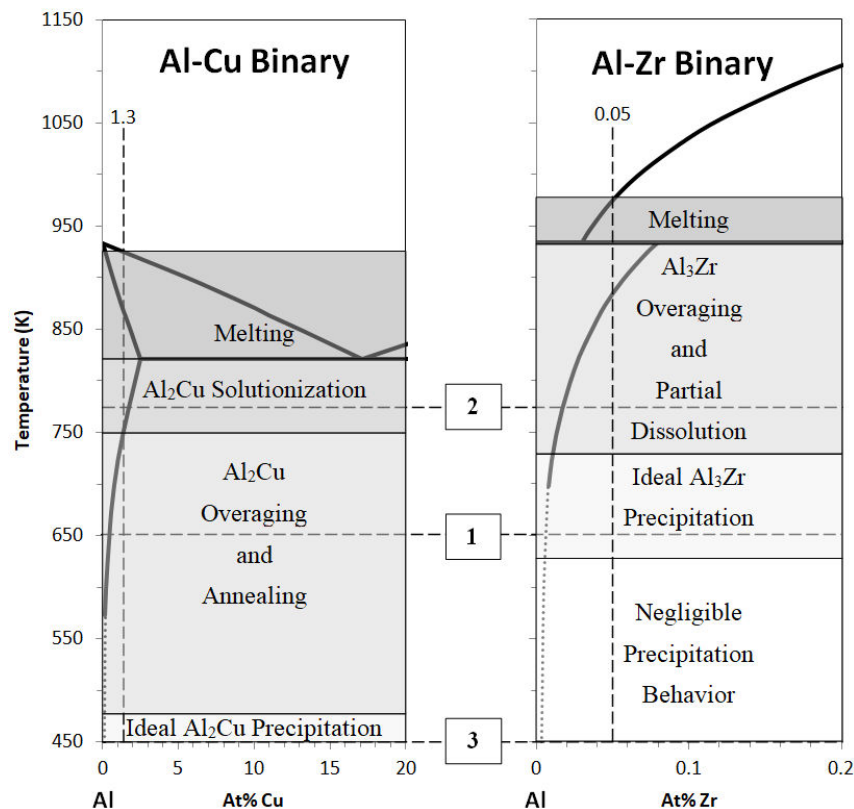 Al-Cu Binary
Temperature (K)
1150
1050
950
850
750
650
550
450
1.3
Melting
Al₂Cu Solutionization
Al₂Cu
Overaging
and
Annealing
Ideal Al₂Cu Precipitation
0
5
10
15
20
Al
At% Cu
2
1
3
Al-Zr Binary
0.05
Melting
Al₃Zr
Overaging
and
Partial
Dissolution
Ideal Al₃Zr
Precipitation
Negligible
Precipitation
Behavior
0
0.1
0.2
Al
At% Zr